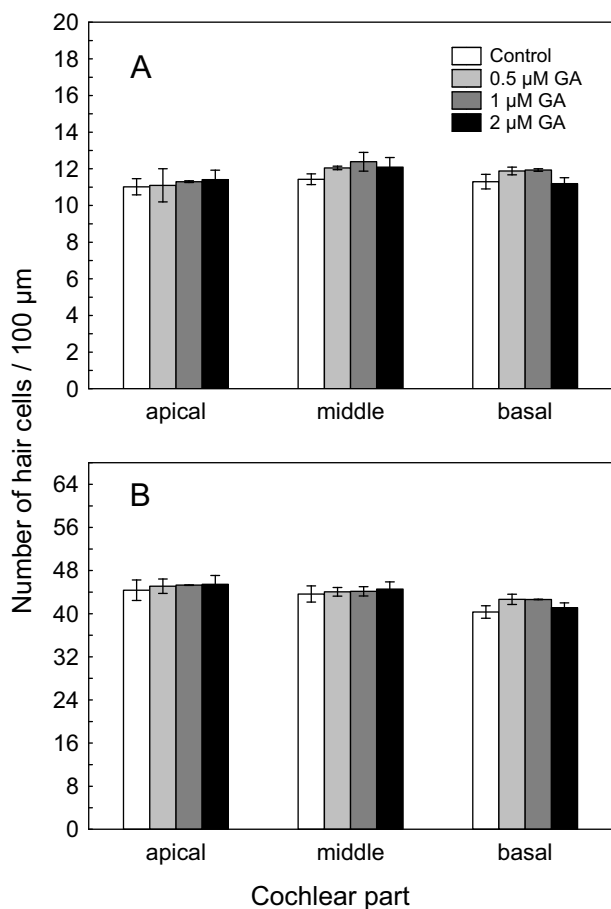 Number of hair cells / 100 µm
A
20
18
16
14
12
10
8
6
4
2
0
Control
0.5 µM GA
1 µM GA
2 µM GA
apical middle basal
B
64
56
48
40
32
24
16
8
0
apical middle basal
Cochlear part